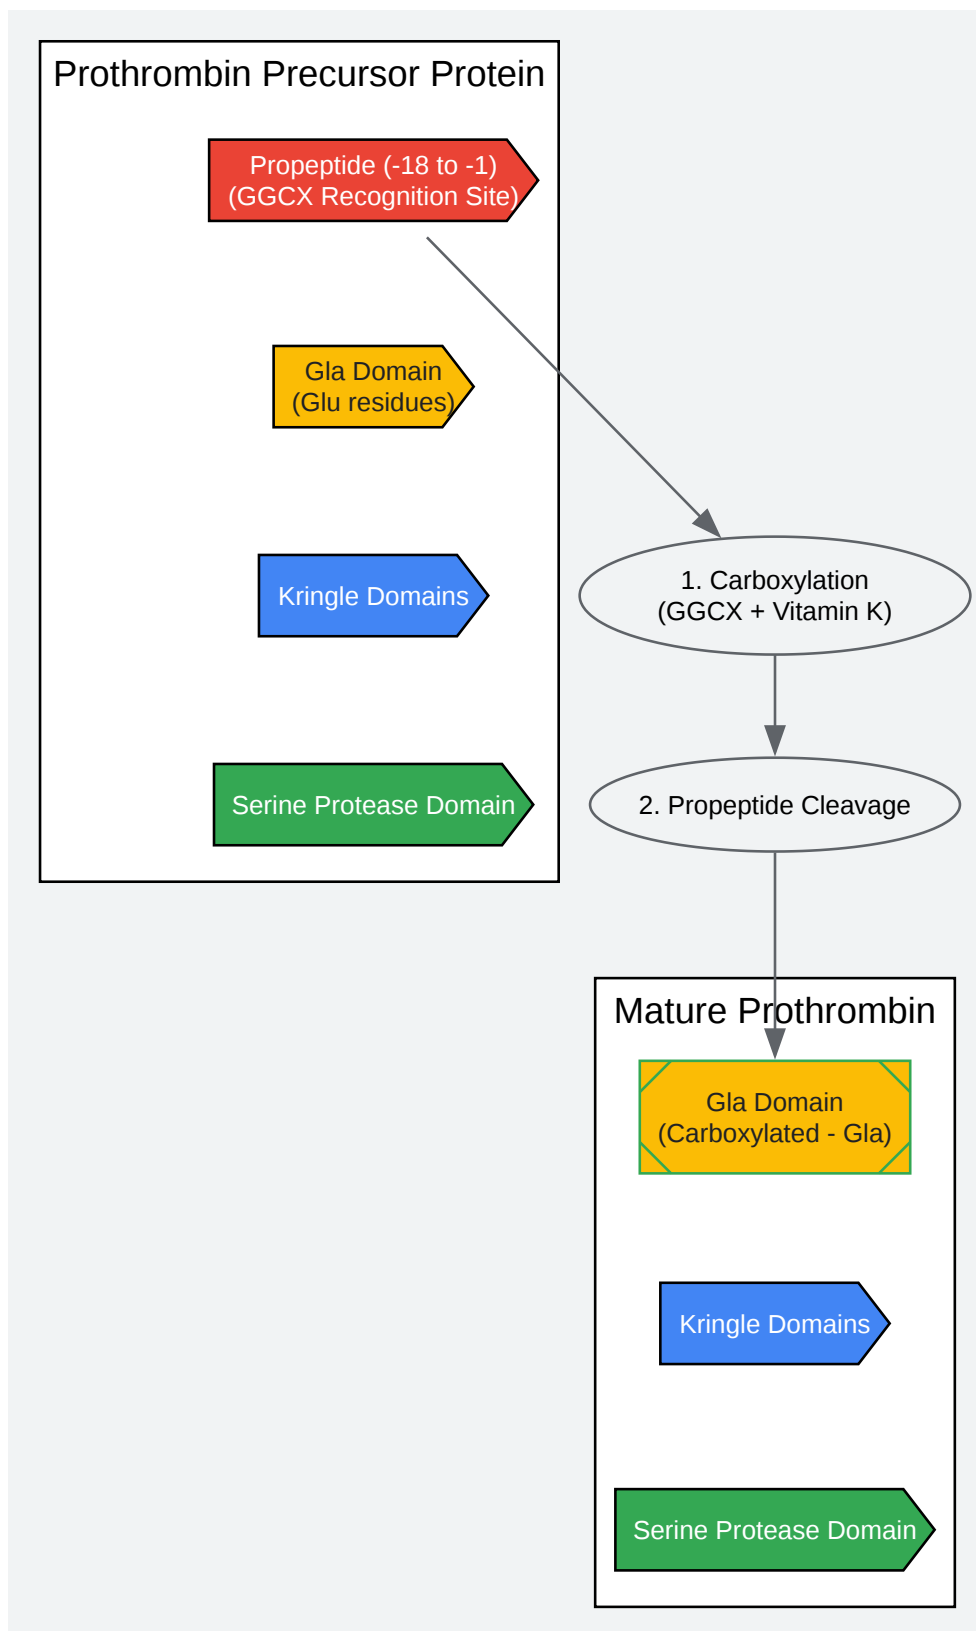 Prothrombin Precursor Protein
Propeptide (-18 to -1)
(GGCX Recognition Site)
Gla Domain
(Glu residues)
Kringle Domains
Serine Protease Domain
1. Carboxylation
(GGCX + Vitamin K)
2. Propeptide Cleavage
Mature Prothrombin
Gla Domain
(Carboxylated - Gla)
Kringle Domains
Serine Protease Domain